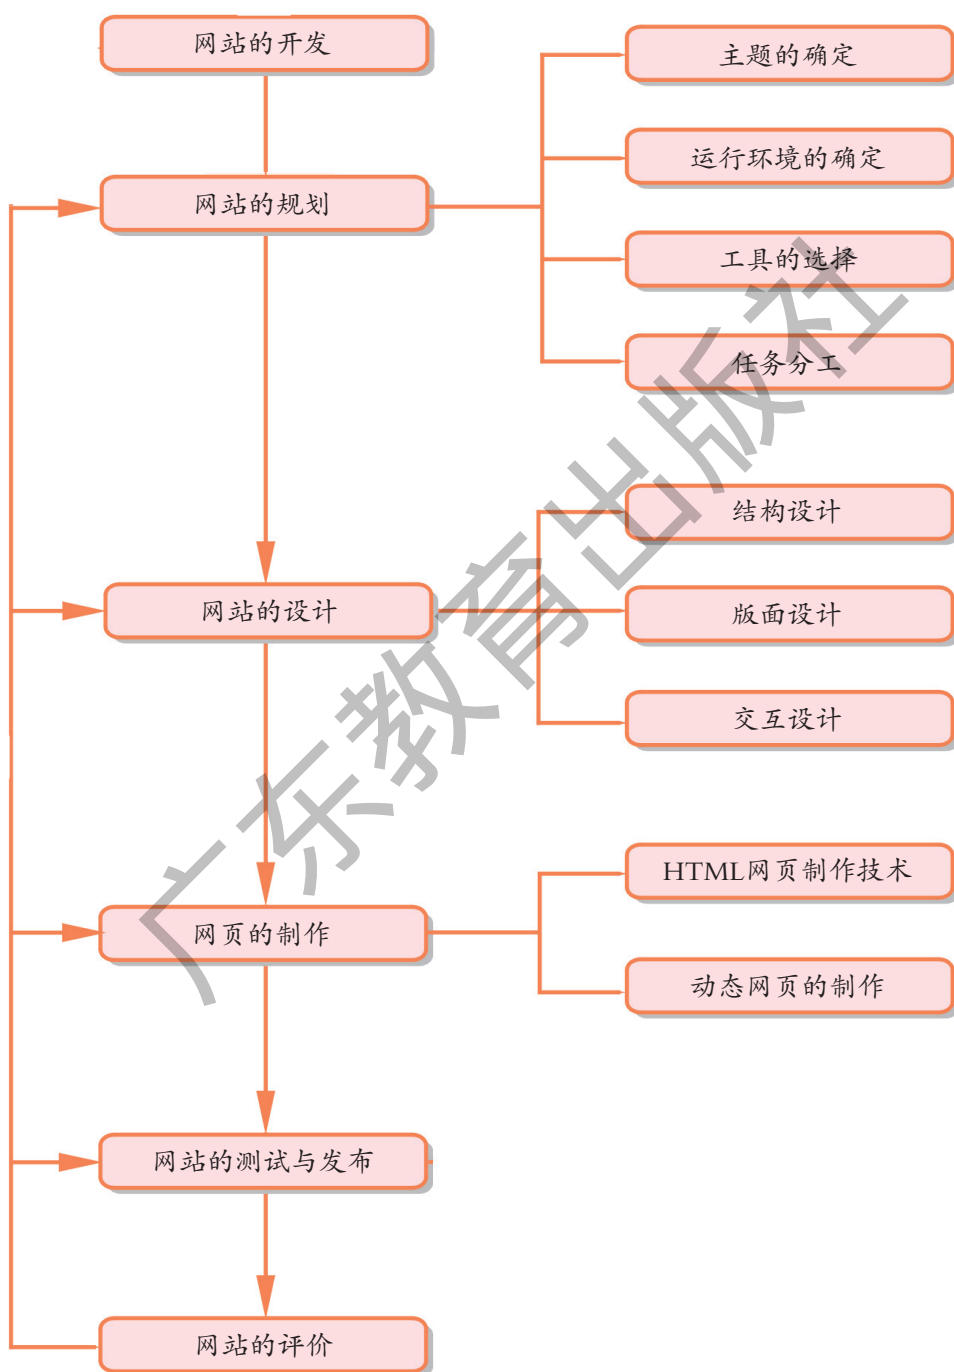 网站的开发
网站的规划
主题的确定
运行环境的确定
工具的选择
任务分工
网站的设计
结构设计
版面设计
交互设计
网页的制作
HTML网页制作技术
动态网页的制作
网站的测试与发布
网站的评价
广东教育出版社